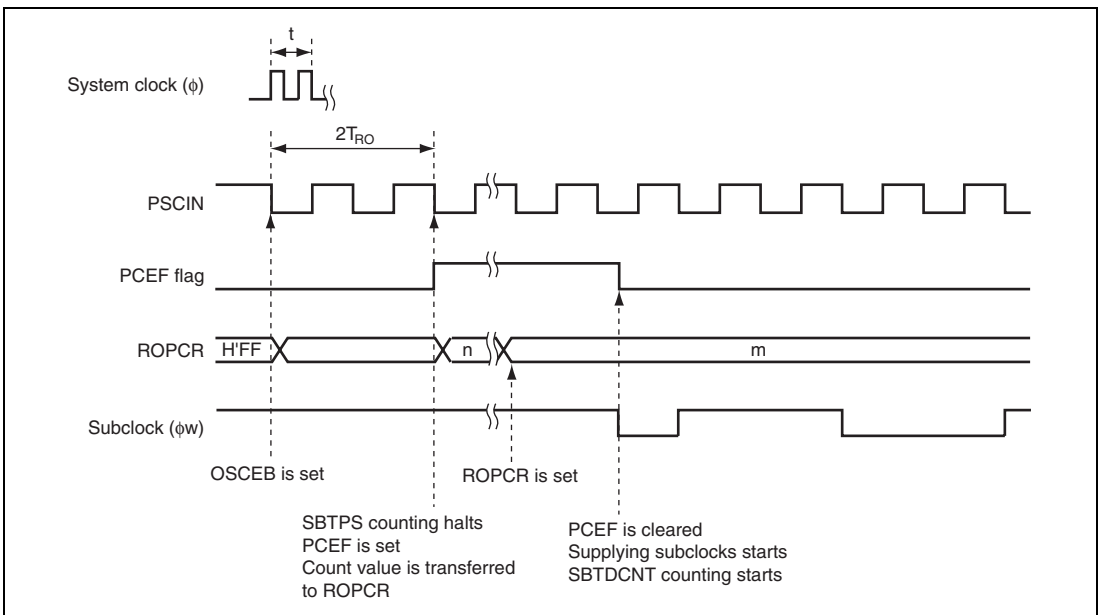 t
System clock (ϕ)
2T_RO
PSCIN
PCEF flag
ROPCR
H'FF
n
m
Subclock (ϕw)
OSCEB is set
ROPCR is set
SBTPS counting halts
PCEF is set
Count value is transferred
to ROPCR
PCEF is cleared
Supplying subclocks starts
SBTDCNT counting starts